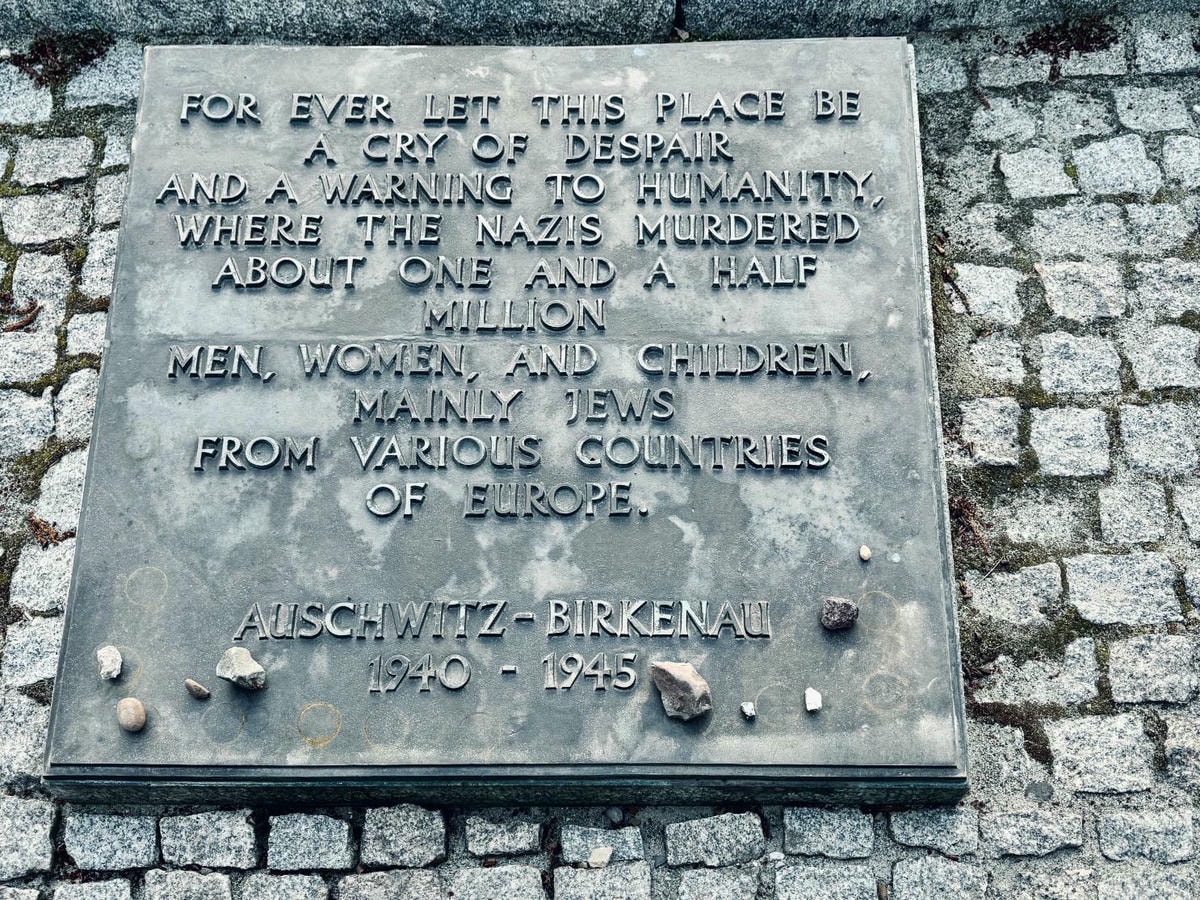 FOR EVER LET THIS PLACE BE
A CRY OF DESPAIR
AND A WARNING TO HUMANITY,
WHERE THE NAZIS MURDERED
ABOUT ONE AND A HALF
MILLION
MEN, WOMEN, AND CHILDREN,
MAINLY JEWS
FROM VARIOUS COUNTRIES
OF EUROPE.
AUSCHWITZ - BIRKENAU
1940 - 1945